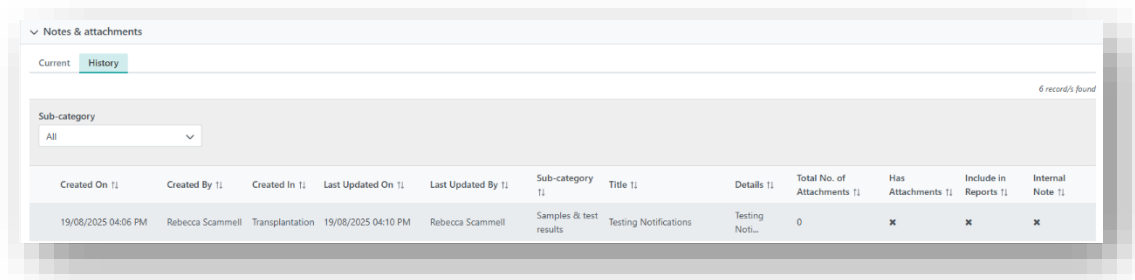 Notes & attachments
Current History
6 record/s found
Sub-category
All
Created On Created By Created In Last Updated On Last Updated By Sub-category Title Details Total No. of Attachments Has Attachments Include in Reports Internal Note
19/08/2025 04:06 PM Rebecca Scammell Transplantation 19/08/2025 04:10 PM Rebecca Scammell Samples & test results Testing Notifications Testing Noti... 0